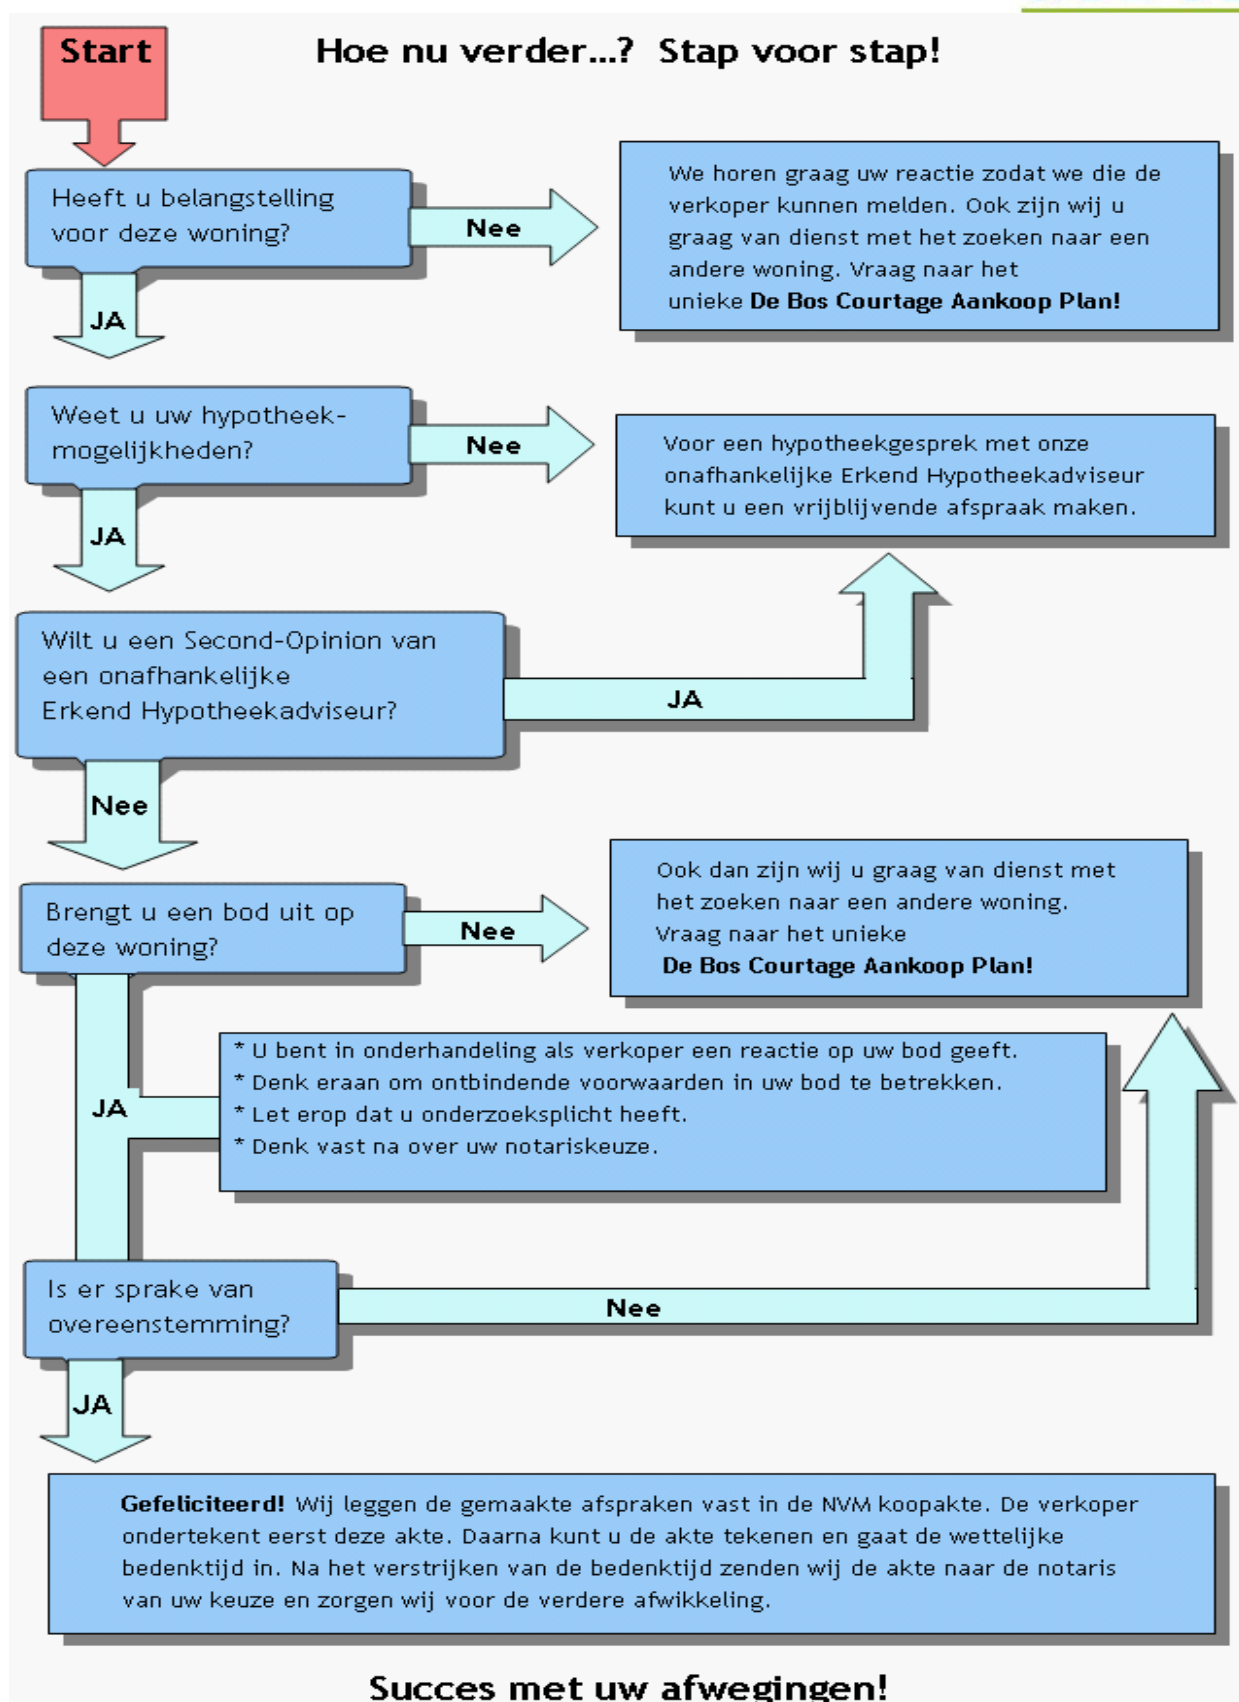 Start
Hoe nu verder...? Stap voor stap!
Heeft u belangstelling
voor deze woning?
Nee
We horen graag uw reactie zodat we die de
verkoper kunnen melden. Ook zijn wij u
graag van dienst met het zoeken naar een
andere woning. Vraag naar het
unieke De Bos Courtage Aankoop Plan!
JA
Weet u uw hypotheek-
mogelijkheden?
Nee
Voor een hypotheekgesprek met onze
onafhankelijke Erkend Hypotheekadviseur
kunt u een vrijblijvende afspraak maken.
JA
Wilt u een Second-Opinion van
een onafhankelijke
Erkend Hypotheekadviseur?
JA
Nee
Brengt u een bod uit op
deze woning?
Nee
Ook dan zijn wij u graag van dienst met
het zoeken naar een andere woning.
Vraag naar het unieke
De Bos Courtage Aankoop Plan!
JA
* U bent in onderhandeling als verkoper een reactie op uw bod geeft.
* Denk eraan om ontbindende voorwaarden in uw bod te betrekken.
* Let erop dat u onderzoeksplicht heeft.
* Denk vast na over uw notariskeuze.
Is er sprake van
overeenstemming?
Nee
JA
Gefeliciteerd! Wij leggen de gemaakte afspraken vast in de NVM koopakte. De verkoper
ondertekent eerst deze akte. Daarna kunt u de akte tekenen en gaat de wettelijke
bedenktijd in. Na het verstrijken van de bedenktijd zenden wij de akte naar de notaris
van uw keuze en zorgen wij voor de verdere afwikkeling.
Succes met uw afwegingen!